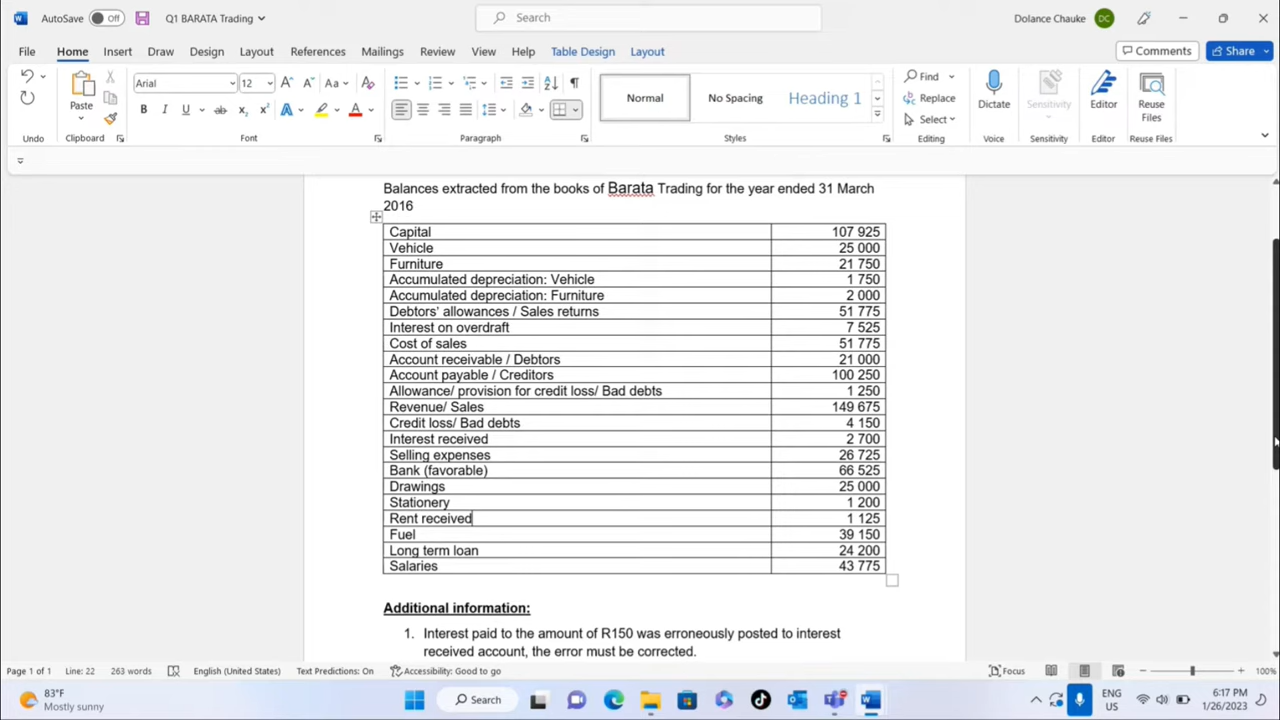 AutoSave Off Q1 BARATA Trading Search Dolance Chauke DC
File Home Insert Draw Design Layout References Mailings Review View Help Table Design Layout Comments Share
Arial 12 Aa Normal No Spacing Heading 1 Find
Paste Replace Dictate Sensitivity Editor Reuse Files
B I U ab x₂ x² A A Select
Undo Clipboard Font Paragraph Styles Editing Voice Sensitivity Editor Reuse Files
Balances extracted from the books of Barata Trading for the year ended 31 March
2016
Capital 107 925
Vehicle 25 000
Furniture 21 750
Accumulated depreciation: Vehicle 1 750
Accumulated depreciation: Furniture 2 000
Debtors' allowances / Sales returns 51 775
Interest on overdraft 7 525
Cost of sales 51 775
Account receivable / Debtors 21 000
Account payable / Creditors 100 250
Allowance/ provision for credit loss/ Bad debts 1 250
Revenue/ Sales 149 675
Credit loss/ Bad debts 4 150
Interest received 2 700
Selling expenses 26 725
Bank (favorable) 66 525
Drawings 25 000
Stationery 1 200
Rent received 1 125
Fuel 39 150
Long term loan 24 200
Salaries 43 775
Additional information:
1. Interest paid to the amount of R150 was erroneously posted to interest
received account, the error must be corrected.
Page 1 of 1 Line: 22 263 words English (United States) Text Predictions: On Accessibility: Good to go Focus 100%
83°F Search ENG 6:17 PM
Mostly sunny US 1/26/2023